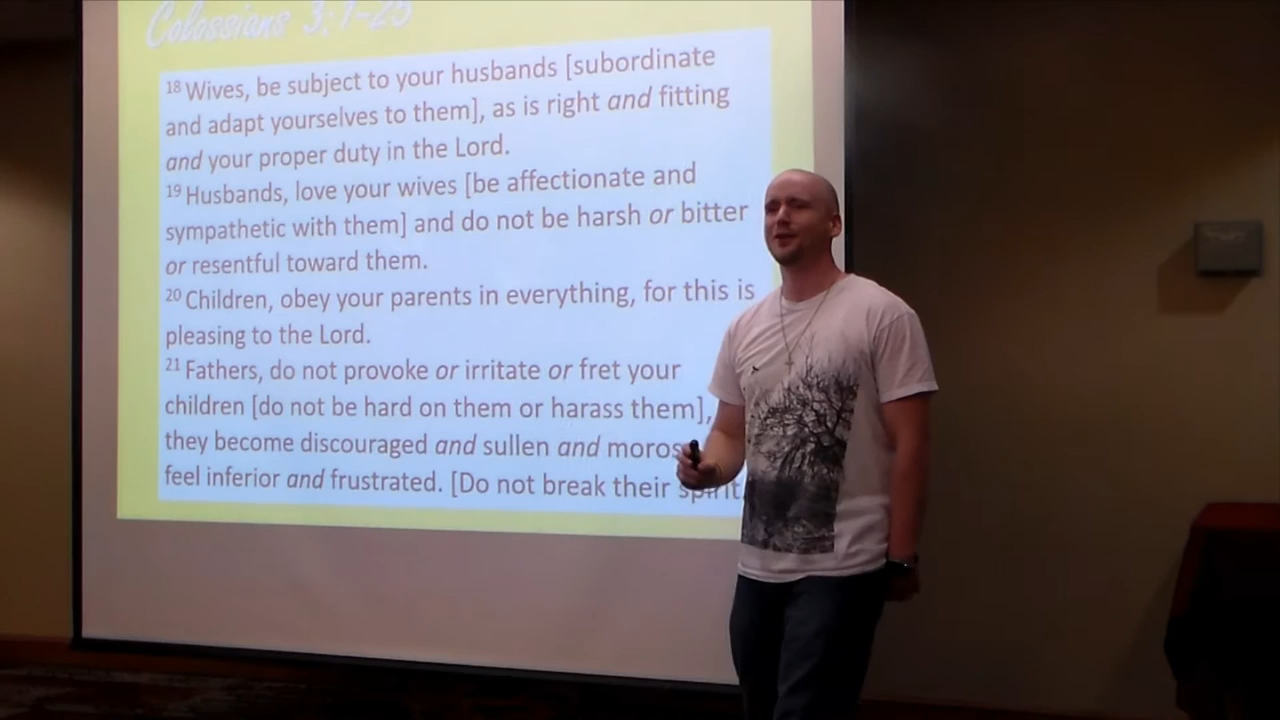 Colossians 3:1-25
18 Wives, be subject to your husbands [subordinate
and adapt yourselves to them], as is right and fitting
and your proper duty in the Lord.
19 Husbands, love your wives [be affectionate and
sympathetic with them] and do not be harsh or bitter
or resentful toward them.
20 Children, obey your parents in everything, for this is
pleasing to the Lord.
21 Fathers, do not provoke or irritate or fret your
children [do not be hard on them or harass them],
they become discouraged and sullen and moros
feel inferior and frustrated. [Do not break their spirit.